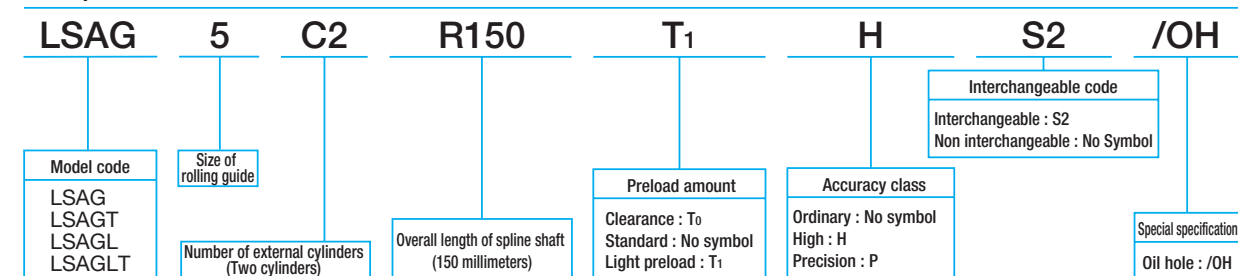 LSAG 5 C2 R150 T1 H S2 /OH
Interchangeable code
Interchangeable : S2
Non interchangeable : No Symbol
Model code
LSAG
LSAGT
LSAGL
LSAGLT
Size of
rolling guide
Number of external cylinders
(Two cylinders)
Overall length of spline shaft
(150 millimeters)
Preload amount
Clearance : T0
Standard : No symbol
Light preload : T1
Accuracy class
Ordinary : No symbol
High : H
Precision : P
Special specification
Oil hole : /OH